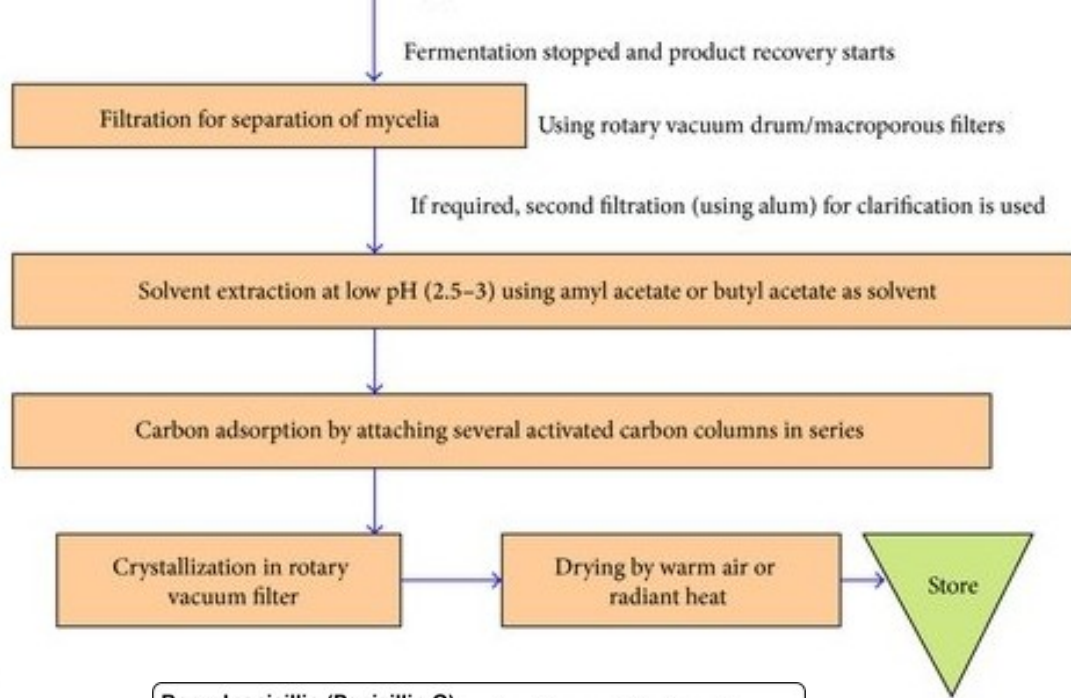 Fermentation stopped and product recovery starts
Filtration for separation of mycelia
Using rotary vacuum drum/macroporous filters
If required, second filtration (using alum) for clarification is used
Solvent extraction at low pH (2.5–3) using amyl acetate or butyl acetate as solvent
Carbon adsorption by attaching several activated carbon columns in series
Crystallization in rotary
vacuum filter
Drying by warm air or
radiant heat
Store